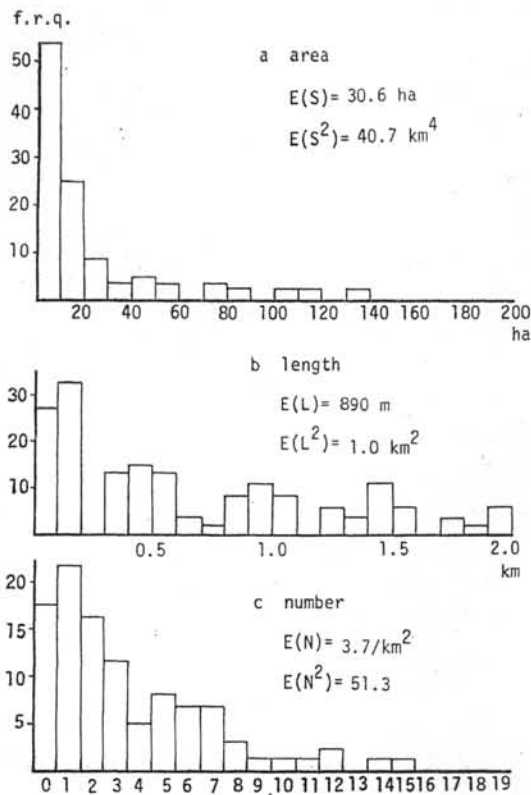 f.r.q.
a area
E(S)= 30.6 ha
E(S²)= 40.7 km⁴
50
40
30
20
10
20 40 60 80 100 120 140 160 180 200
ha
b length
E(L)= 890 m
E(L²)= 1.0 km²
30
20
10
0.5 1.0 1.5 2.0
km
c number
E(N)= 3.7/km²
E(N²)= 51.3
20
15
10
5
0 1 2 3 4 5 6 7 8 9 10 11 12 13 14 15 16 17 18 19